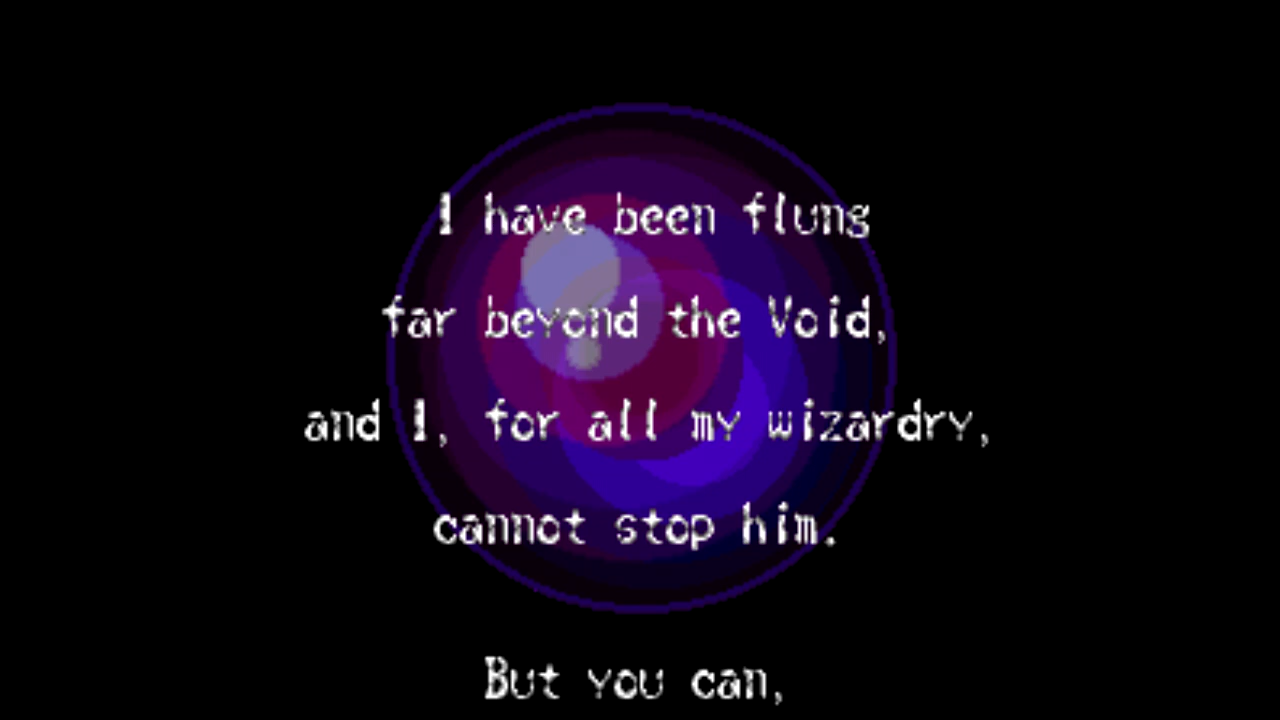 I have been flung
far beyond the Void,
and I, for all my wizardry,
cannot stop him.
But you can,